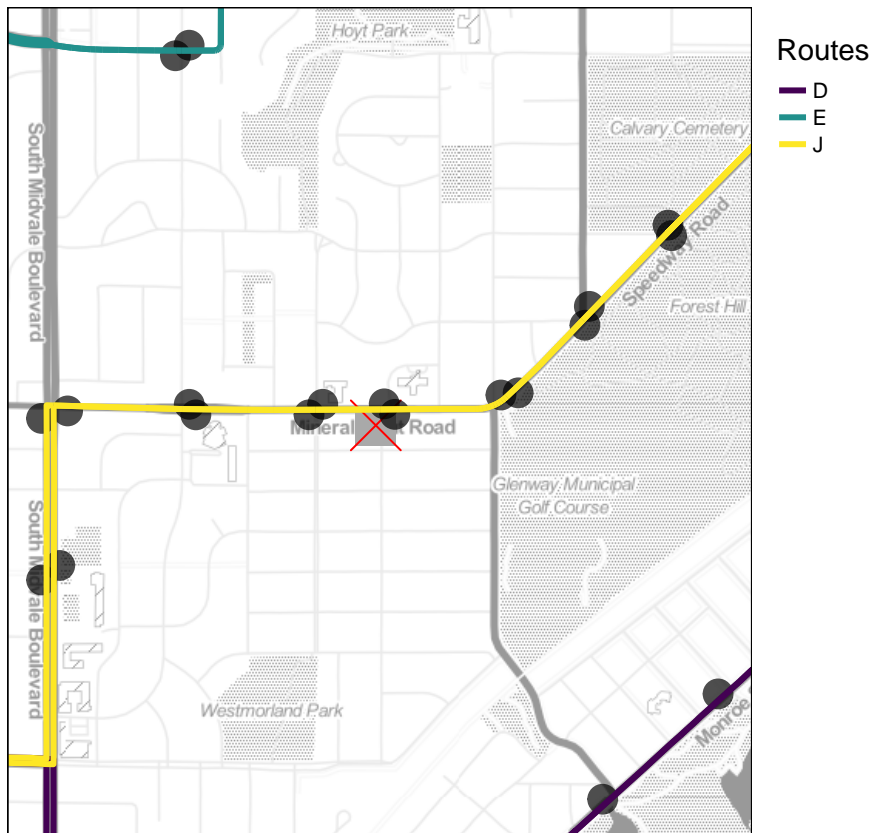 Hoyt Park
Routes
D
E
J
Calvary Cemetery
South Midvale Boulevard
Speedway Road
Forest Hill
Mineral Road
Glenway Municipal
Golf Course
South Midvale Boulevard
Westmorland Park
Monroe